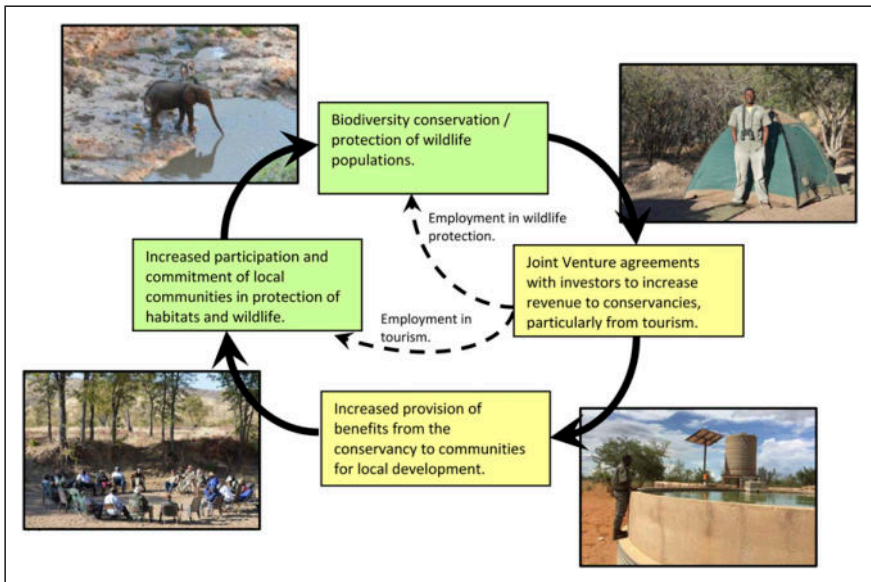 Biodiversity conservation /
protection of wildlife
populations.
Employment in wildlife
protection.
Increased participation and
commitment of local
communities in protection of
habitats and wildlife.
Joint Venture agreements
with investors to increase
revenue to conservancies,
particularly from tourism.
Employment in
tourism.
Increased provision of
benefits from the
conservancy to communities
for local development.